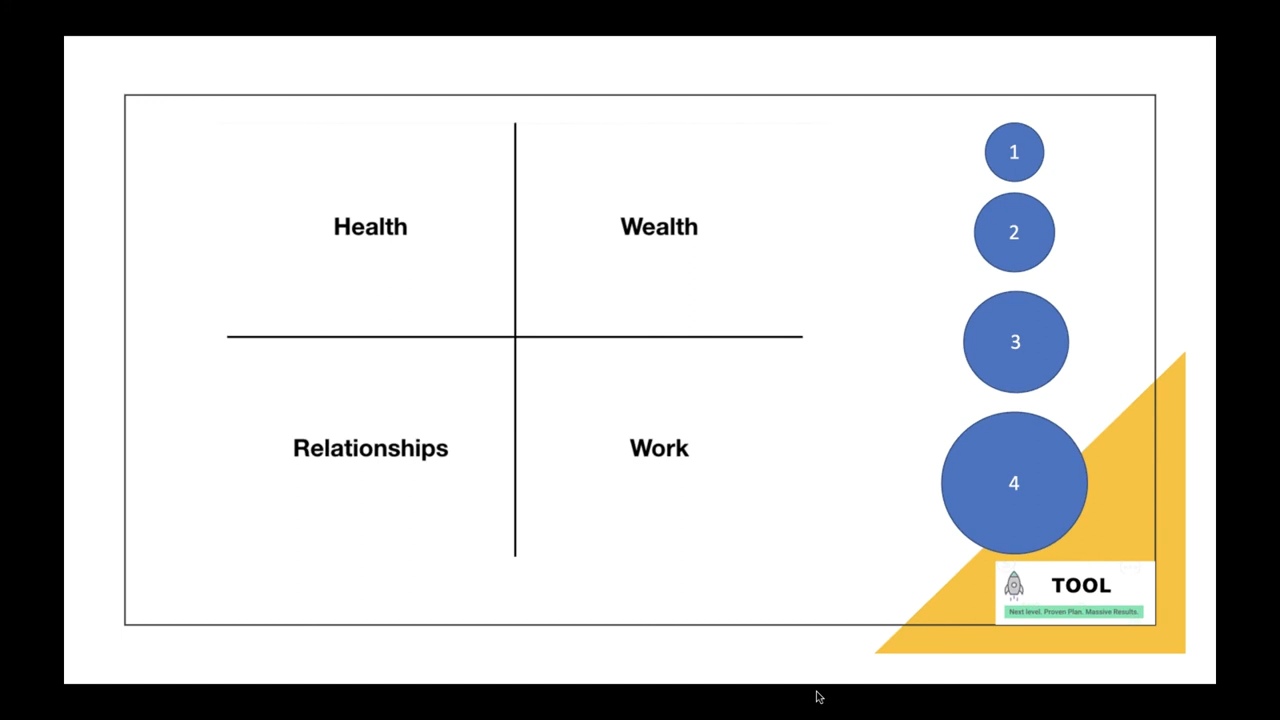 Health
Wealth
Relationships
Work
1
2
3
4
TOOL
Next level. Proven Plan. Massive Results.